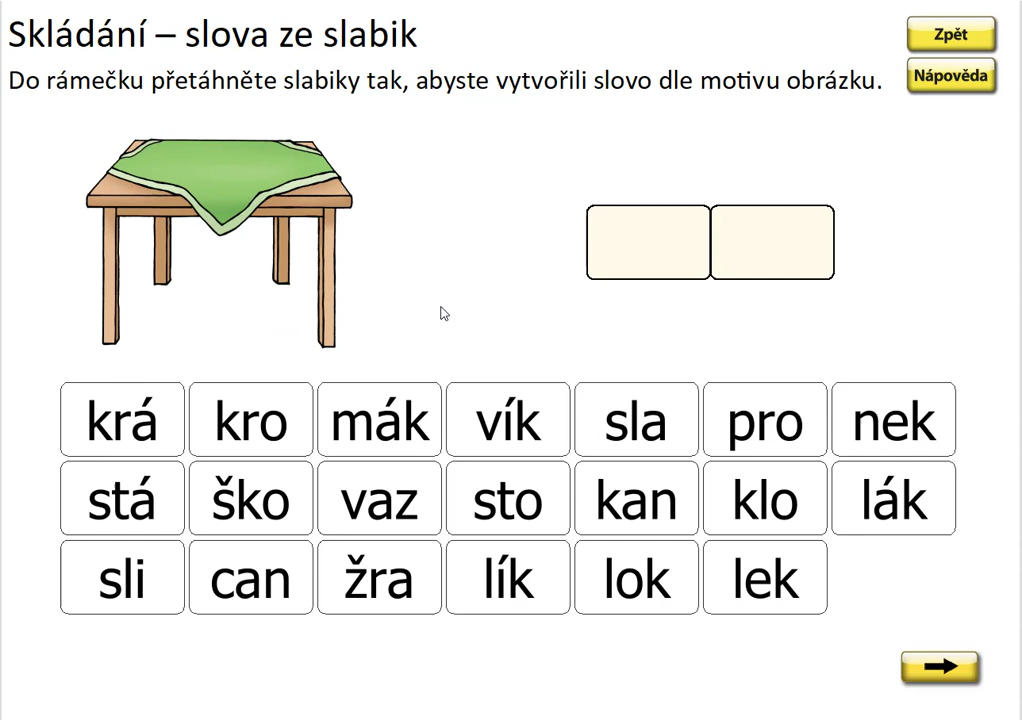 Skládání – slova ze slabik
Zpět
Do rámečku přetáhněte slabiky tak, abyste vytvořili slovo dle motivu obrázku.
Nápověda
krá kro mák vík sla pro nek
stá ško vaz sto kan klo lák
sli can žra lík lok lek